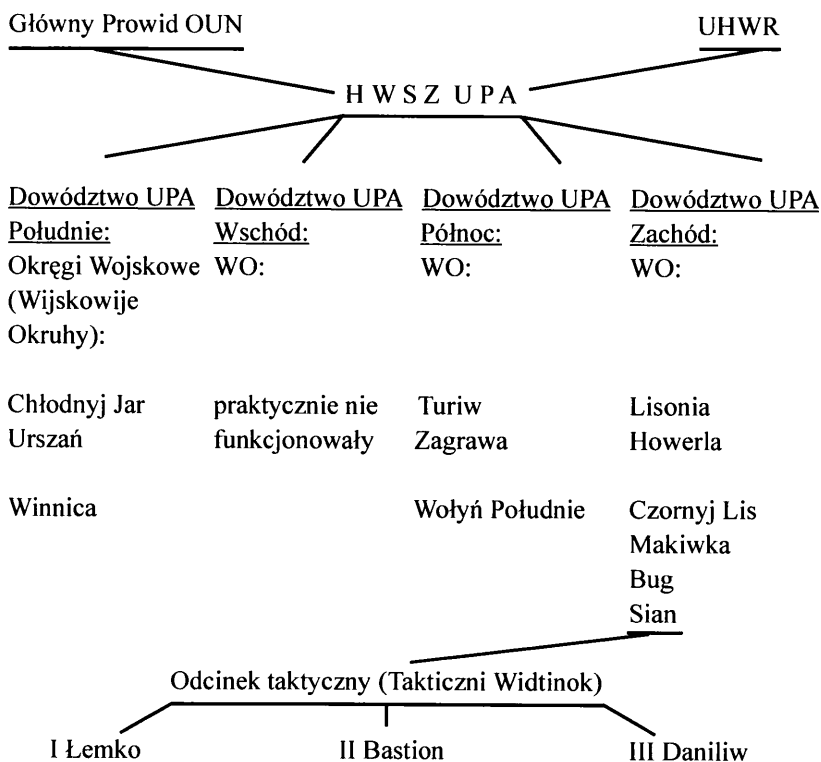 Główny Prowid OUN
UHWR
H W S Z U P A
Dowództwo UPA
Południe:
Okręgi Wojskowe
(Wijskowije
Okruhy):
Chłodnyj Jar
Urszań
Winnica
Dowództwo UPA
Wschód:
WO:
praktycznie nie
funkcjonowały
Dowództwo UPA
Północ:
WO:
Turiw
Zagrawa
Wołyń Południe
Dowództwo UPA
Zachód:
WO:
Lisonia
Howerla
Czornyj Lis
Makiwka
Bug
Sian
Odcinek taktyczny (Takticzni Widtinok)
I Łemko
II Bastion
III Daniliw